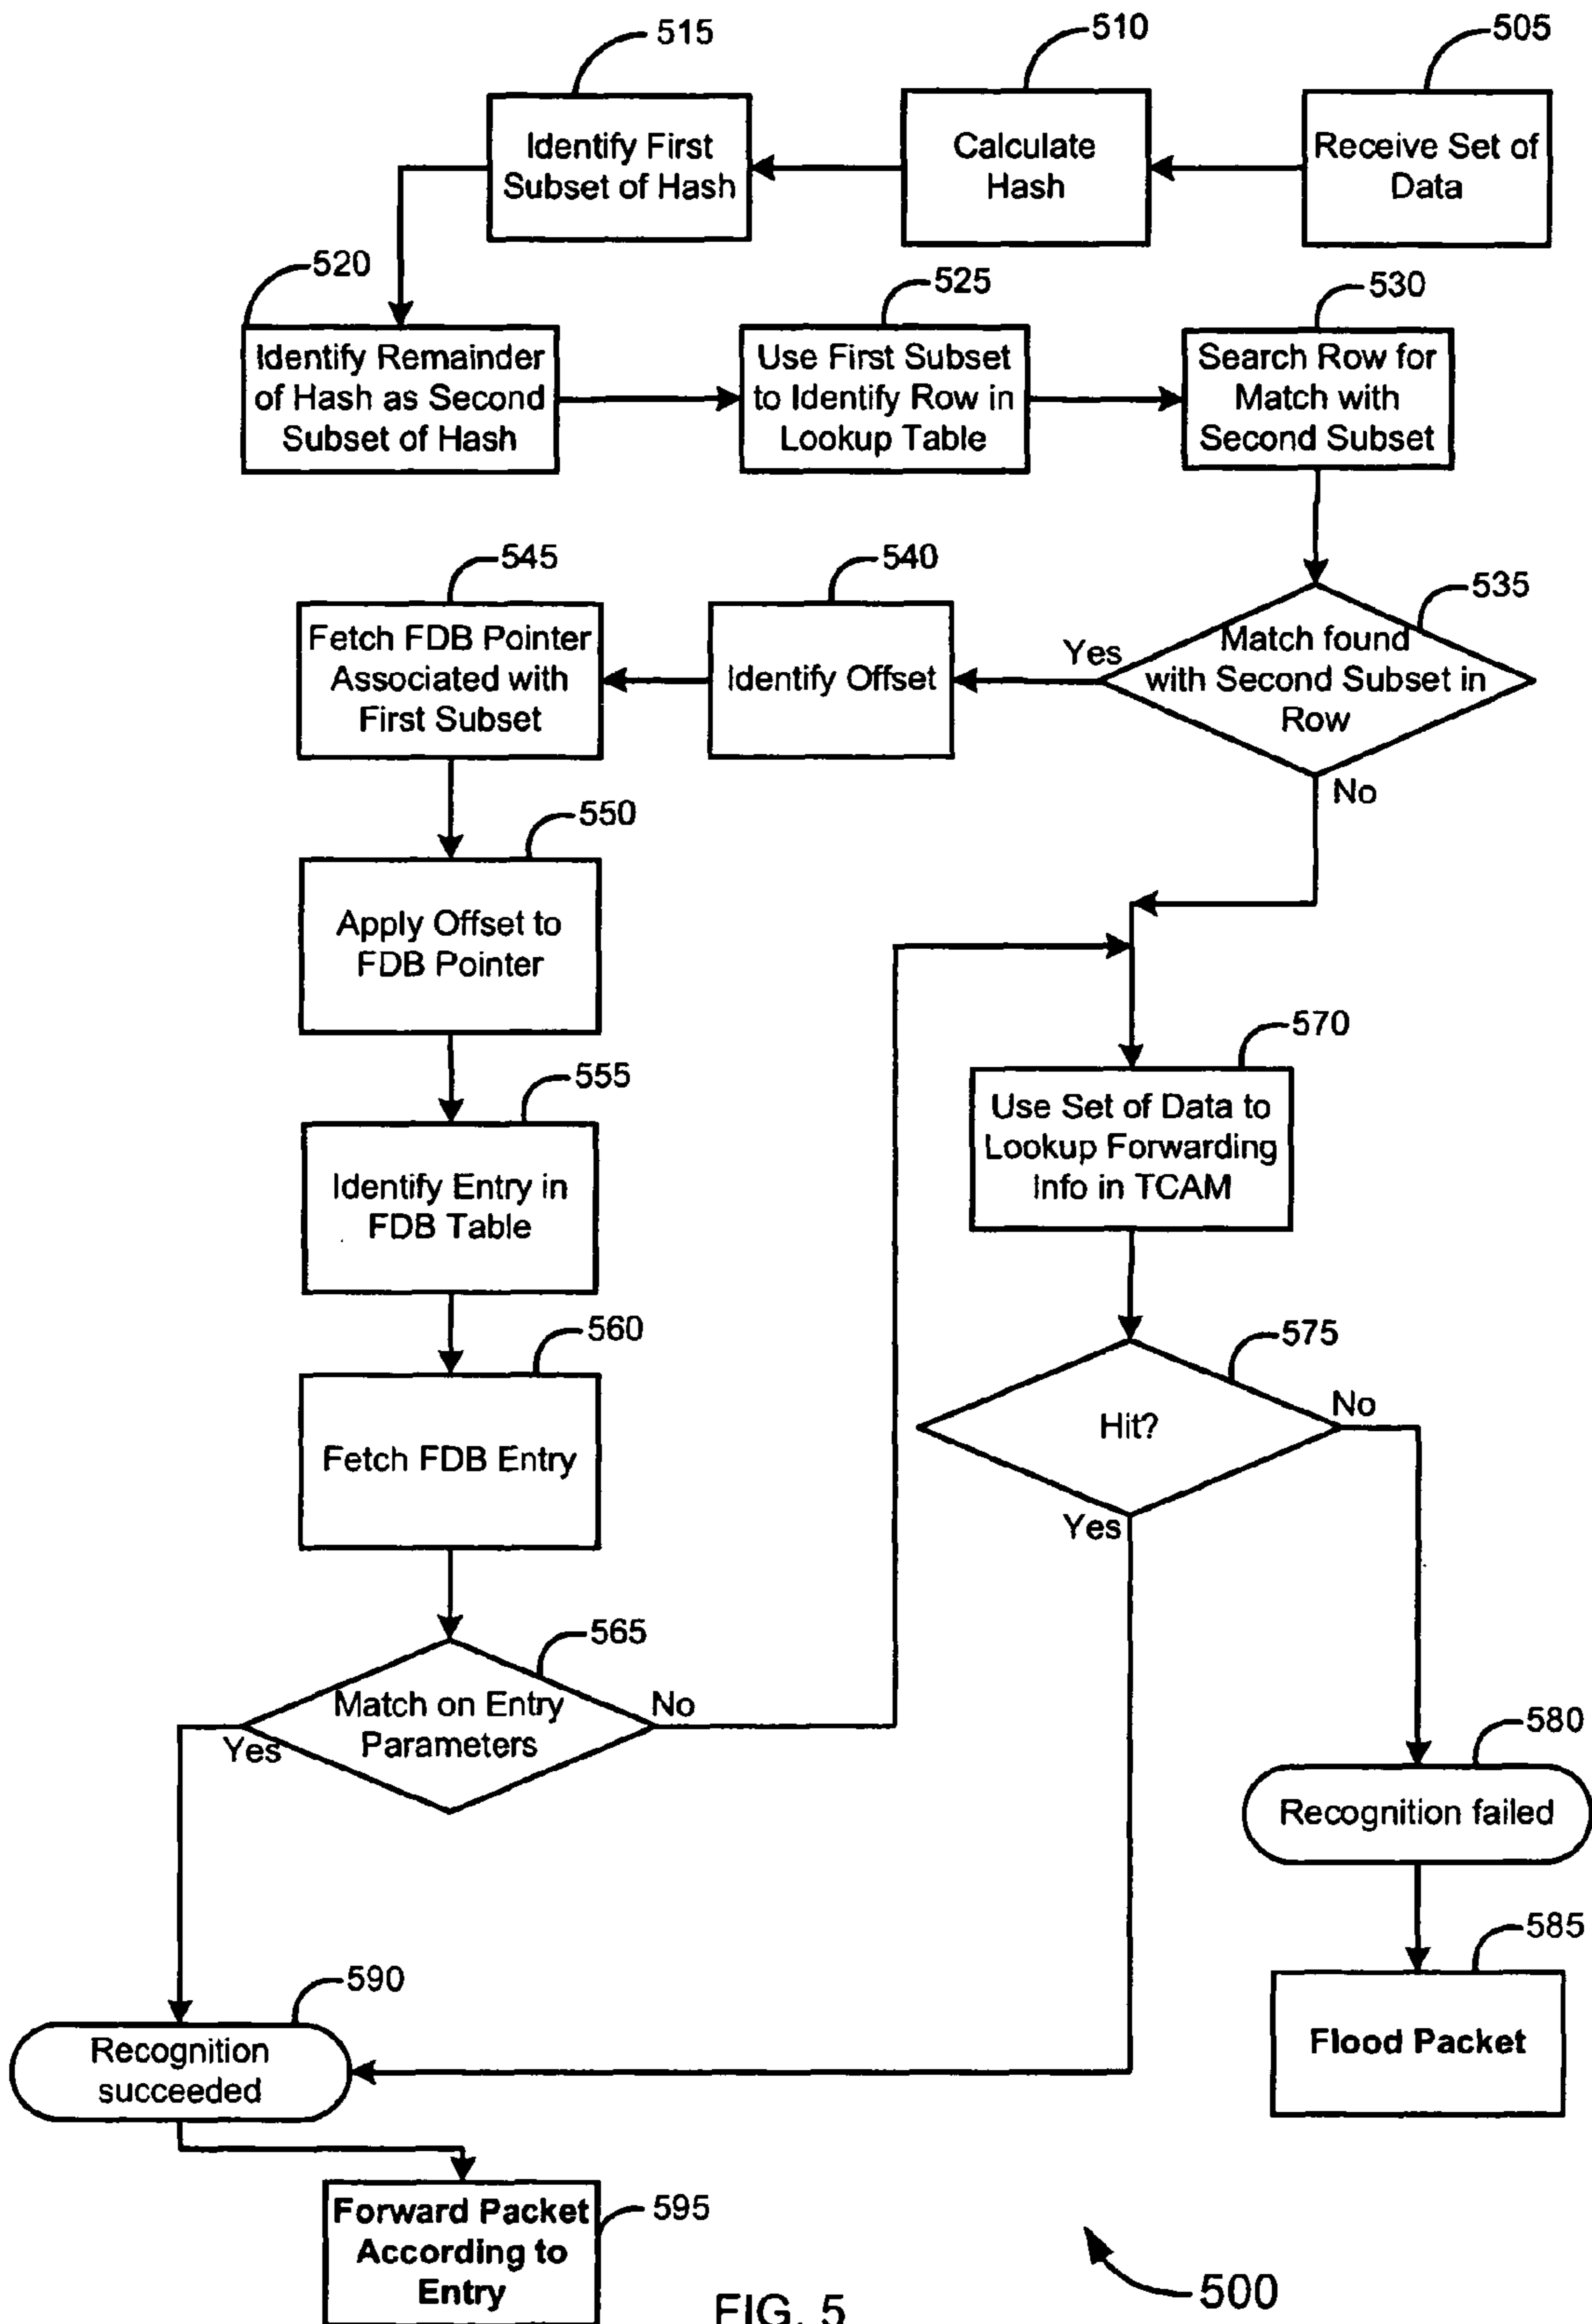 515
510
505
Identify First
Subset of Hash
Calculate
Hash
Receive Set of
Data
520
525
530
Identify Remainder
of Hash as Second
Subset of Hash
Use First Subset
to Identify Row in
Lookup Table
Search Row for
Match with
Second Subset
545
540
535
Fetch FDB Pointer
Associated with
First Subset
Identify Offset
Yes
Match found
with Second Subset in
Row
No
550
Apply Offset to
FDB Pointer
570
Use Set of Data to
Lookup Forwarding
Info in TCAM
555
Identify Entry in
FDB Table
560
Fetch FDB Entry
575
Hit?
No
Yes
565
Match on Entry
Parameters
No
Yes
580
Recognition failed
585
Flood Packet
590
Recognition
succeeded
595
Forward Packet
According to
Entry
500
FIG. 5